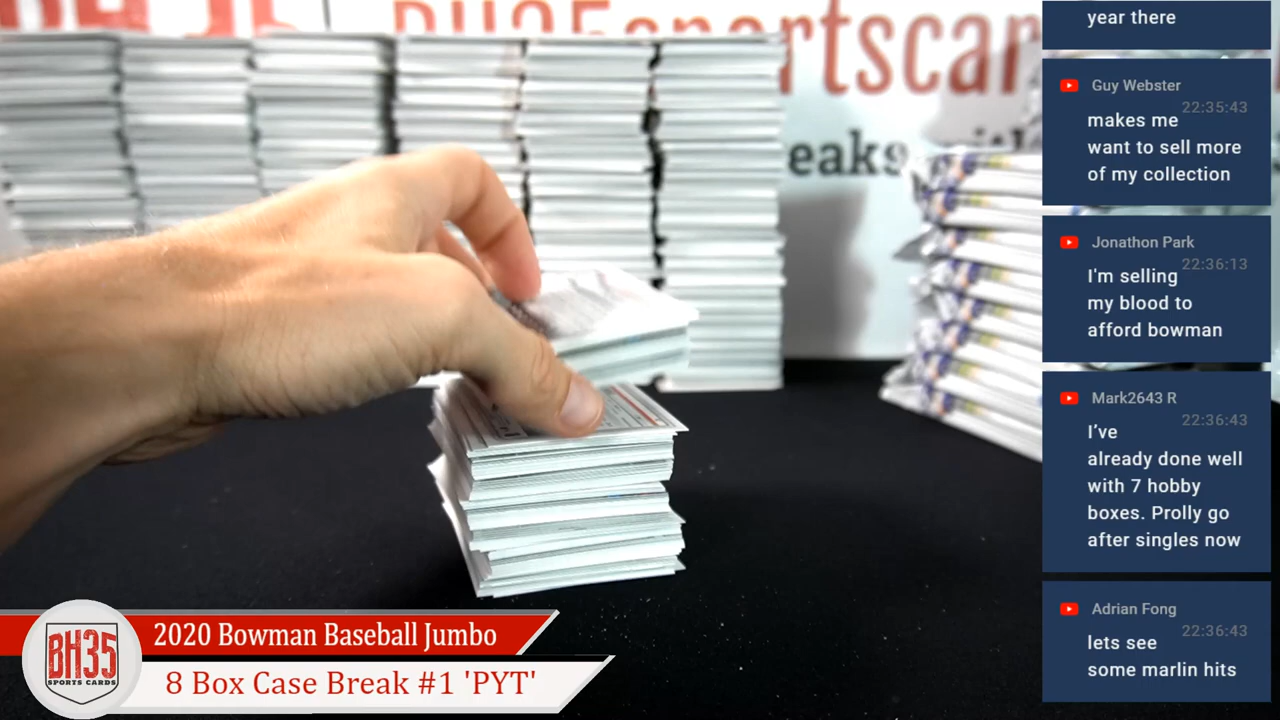 BH35sportscar
eaks
year there
Guy Webster
22:35:43
makes me
want to sell more
of my collection
Jonathon Park
22:36:13
I'm selling
my blood to
afford bowman
Mark2643 R
22:36:43
I've
already done well
with 7 hobby
boxes. Prolly go
after singles now
Adrian Fong
22:36:43
lets see
some marlin hits
2020 Bowman Baseball Jumbo
8 Box Case Break #1 'PYT'
BH35
SPORTS CARDS